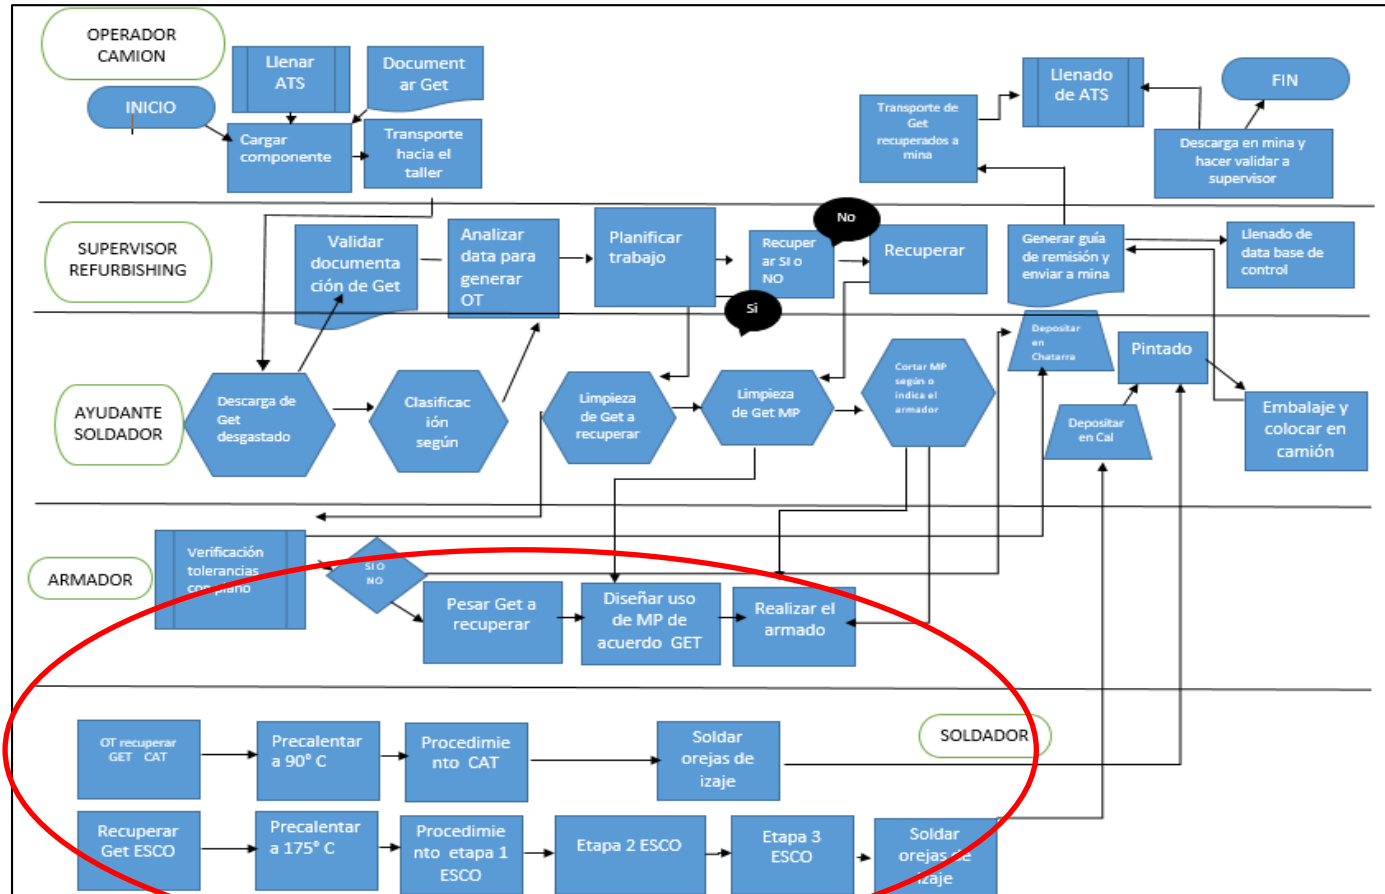 OPERADOR
CAMION
INICIO
Llenar
ATS
Document
ar Get
Cargar
componente
Transporte
hacia el
taller
Transporte de
Get
recuperados a
mina
Llenado
de ATS
FIN
Descarga en mina y
hacer validar a
supervisor
SUPERVISOR
REFURBISHING
Validar
documenta
ción de Get
Analizar
data para
generar
OT
Planificar
trabajo
Recuper
ar SI o
NO
No
Si
Recuperar
Generar guía
de remisión y
enviar a mina
Llenado de
data base de
control
AYUDANTE
SOLDADOR
Descarga de
Get
desgastado
Clasificac
ión
según
Limpieza
de Get a
recuperar
Limpieza
de Get MP
Cortar MP
según o
indica el
armador
Depositar
en
Chatarra
Pintado
Depositar
en Cal
Embalaje y
colocar en
camión
ARMADOR
Verificación
tolerancias
con plano
SI O
NO
Pesar Get a
recuperar
Diseñar uso
de MP de
acuerdo GET
Realizar el
armado
SOLDADOR
OT recuperar
GET CAT
Precalentar
a 90° C
Procedimie
nto CAT
Soldar
orejas de
izaje
Recuperar
Get ESCO
Precalentar
a 175° C
Procedimie
nto etapa 1
ESCO
Etapa 2 ESCO
Etapa 3
ESCO
Soldar
orejas de
izaje